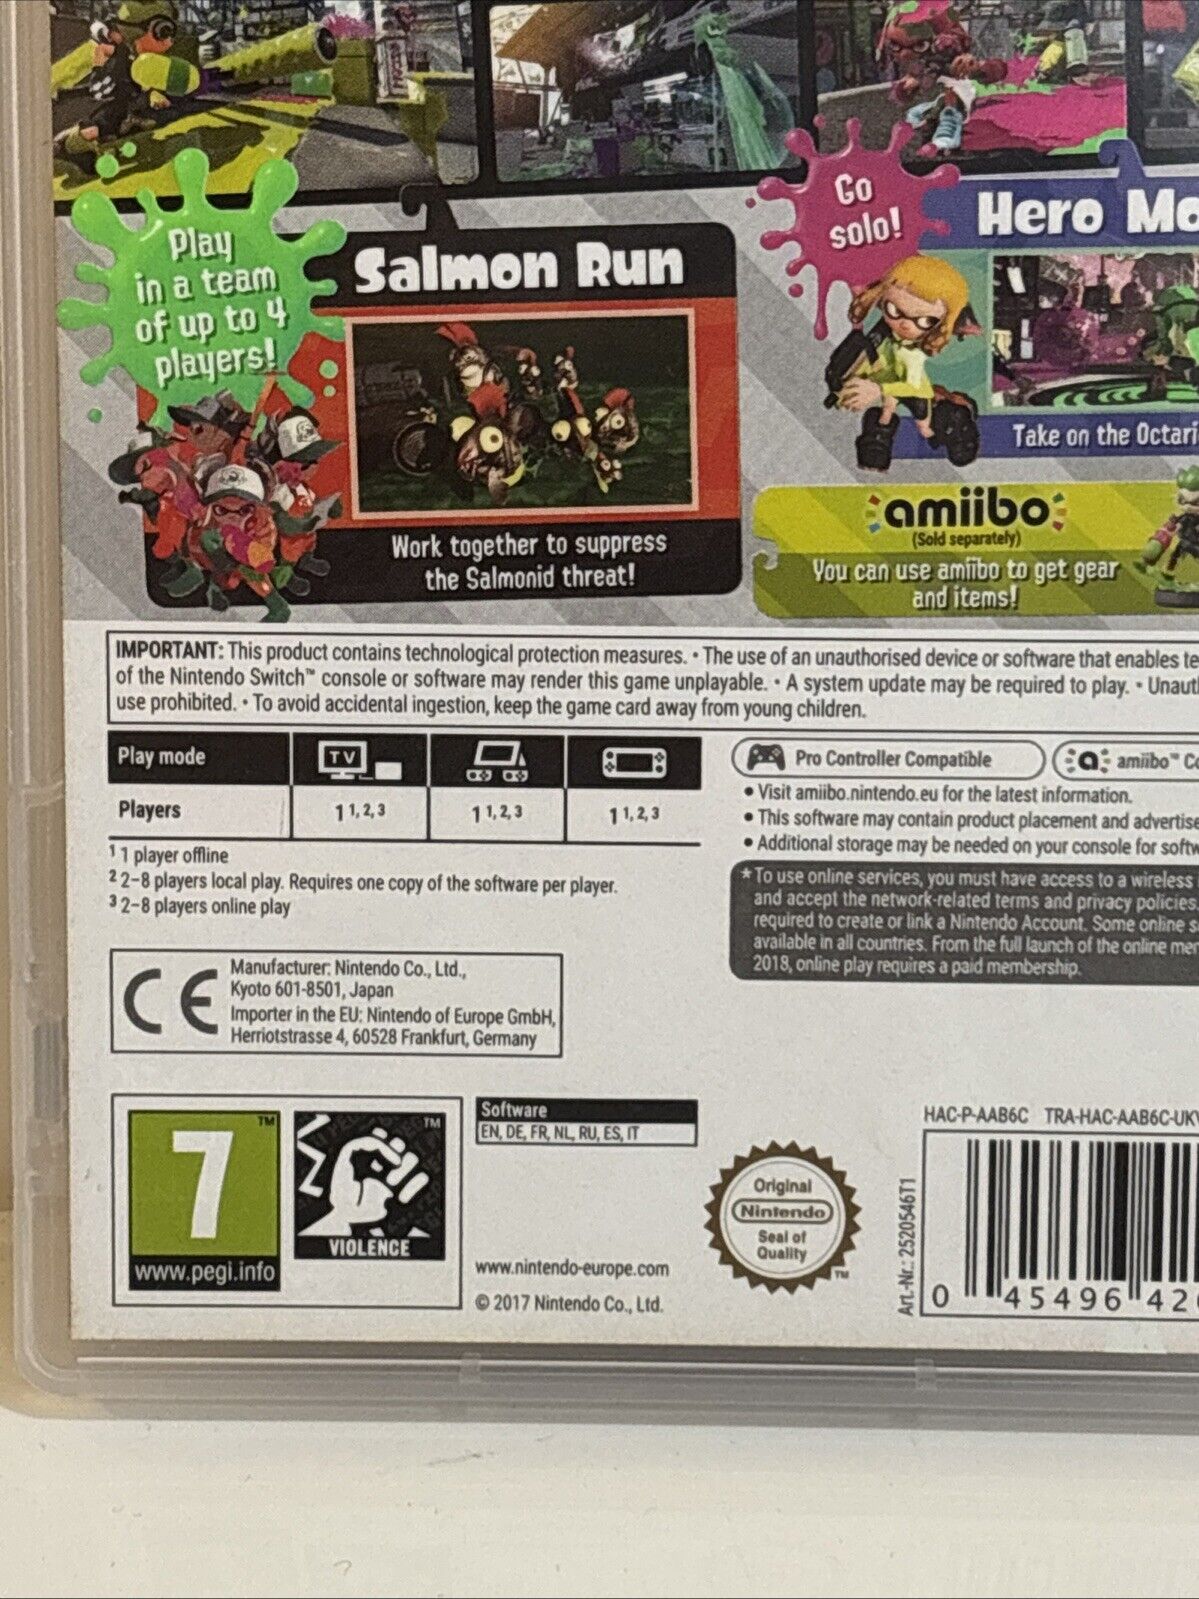 Play
in a team
of up to 4
players!
Salmon Run
Work together to suppress
the Salmonid threat!
Go
solo!
Hero
Take on the
amiibo
(Sold separately)
You can use amiibo to get gear
and items!
IMPORTANT: This product contains technological protection measures. • The use of an unauthorised device or software that enables
of the Nintendo Switch™ console or software may render this game unplayable. • A system update may be required to play. •
use prohibited. • To avoid accidental ingestion, keep the game card away from young children.
Play mode TV
Players 1 1, 2, 3 1 1, 2, 3 1 1, 2, 3
1 1 player offline
2 2–8 players local play. Requires one copy of the software per player.
3 2–8 players online play
Pro Controller Compatible
amiibo™
• Visit amiibo.nintendo.eu for the latest information.
• This software may contain product placement and
• Additional storage may be needed on your console for
* To use online services, you must have access to a wireless
and accept the network-related terms and privacy policies.
required to create or link a Nintendo Account. Some online
available in all countries. From the full launch of the online
2018, online play requires a paid membership.
CE
Manufacturer: Nintendo Co., Ltd.,
Kyoto 601-8501, Japan
Importer in the EU: Nintendo of Europe GmbH,
Herriotstrasse 4, 60528 Frankfurt, Germany
7™
www.pegi.info
™
VIOLENCE
Software
EN, DE, FR, NL, RU, ES, IT
www.nintendo-europe.com
© 2017 Nintendo Co., Ltd.
Original
Nintendo
Seal of
Quality
™
HAC-P-AAB6C TRA-HAC-AAB6C-UKV
Art.-Nr.: 2520546T1
0 45496 42